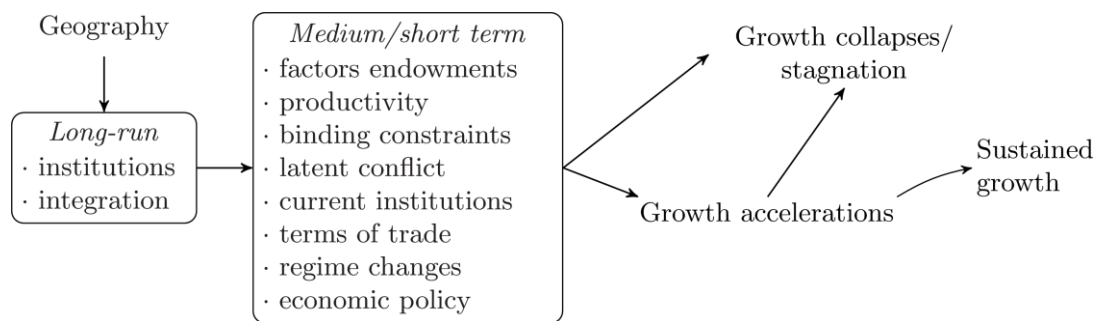 Geography
Long-run
· institutions
· integration
Medium/short term
· factors endowments
· productivity
· binding constraints
· latent conflict
· current institutions
· terms of trade
· regime changes
· economic policy
Growth collapses/
stagnation
Growth accelerations
Sustained
growth